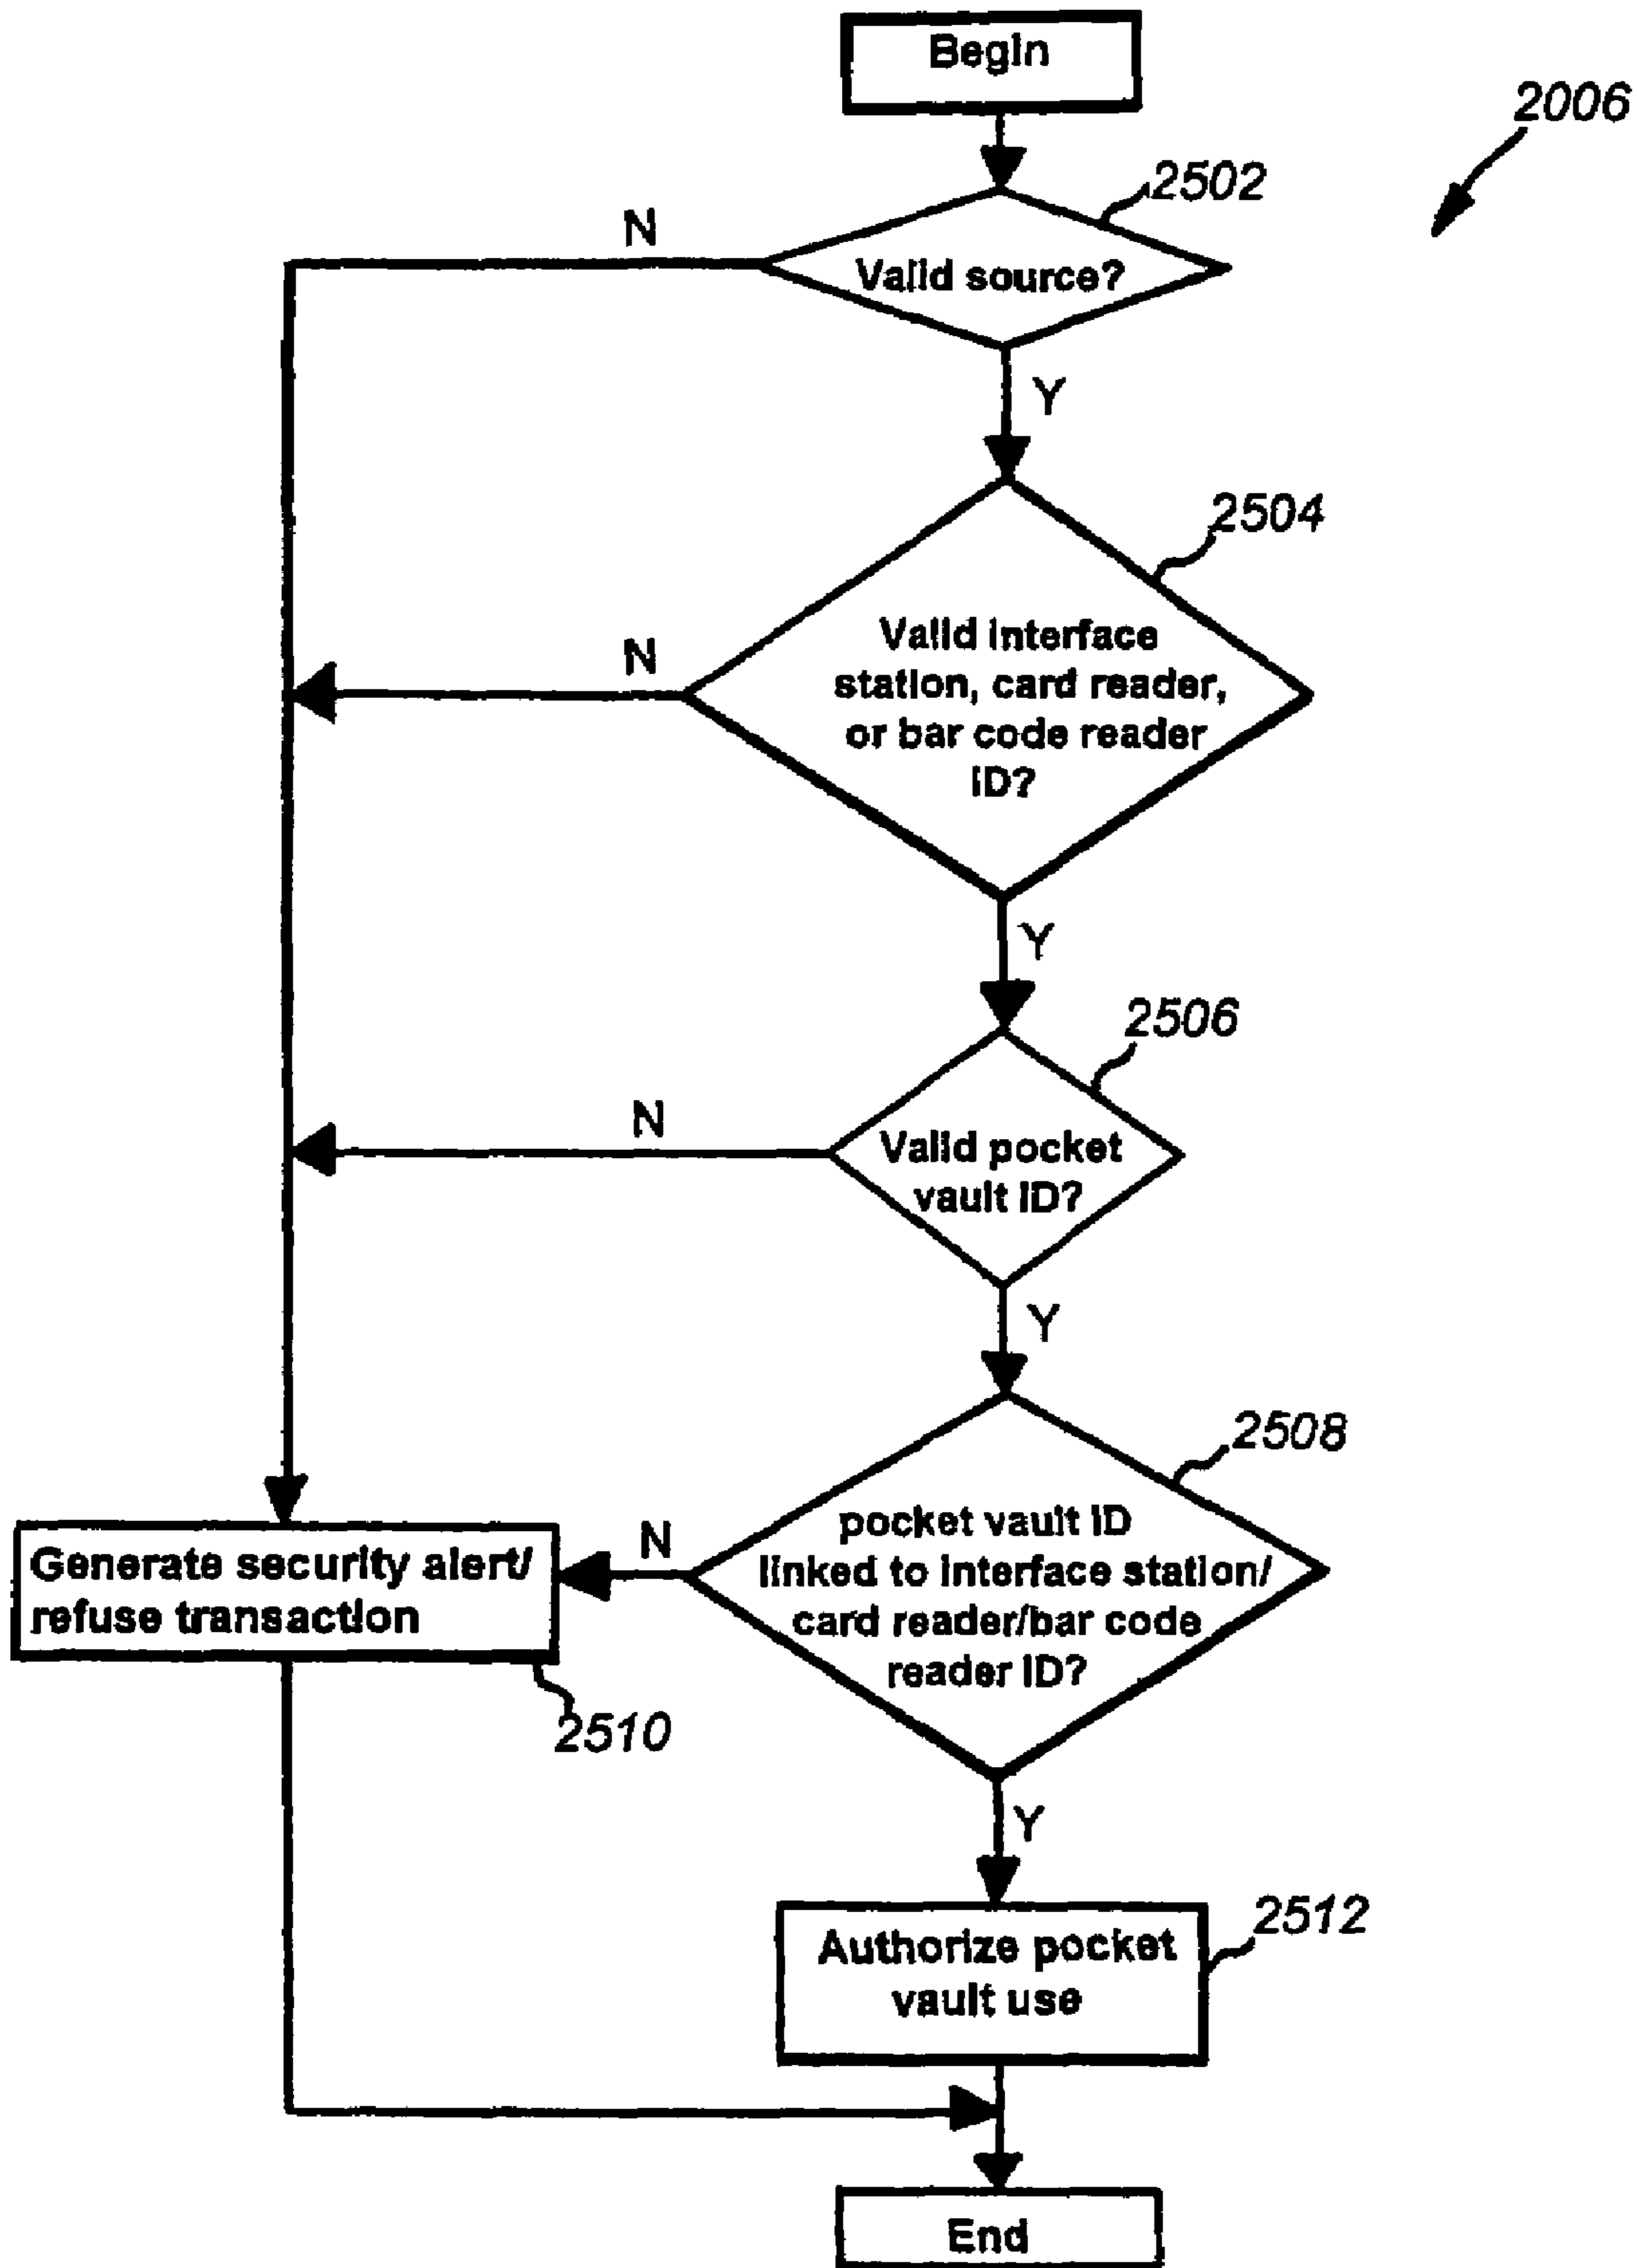 Begin
2006
2502
N
Valid source?
Y
2504
N
Valid interface
station, card reader,
or bar code reader
ID?
Y
2506
N
Valid pocket
vault ID?
Y
2508
pocket vault ID
linked to interface station/
card reader/bar code
reader ID?
N
Generate security alert/
refuse transaction
2510
Y
2512
Authorize pocket
vault use
End